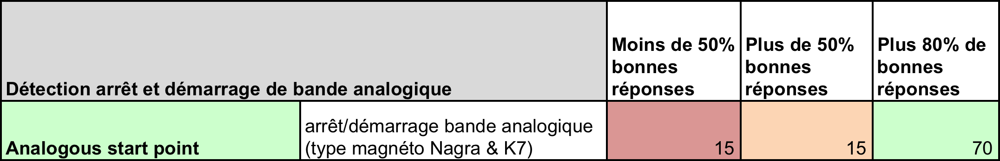 Détection arrêt et démarrage de bande analogique
Moins de 50%
bonnes
réponses
Plus de 50%
bonnes
réponses
Plus 80% de
bonnes
réponses
Analogous start point
arrêt/démarrage bande analogique
(type magnéto Nagra & K7)
15
15
70